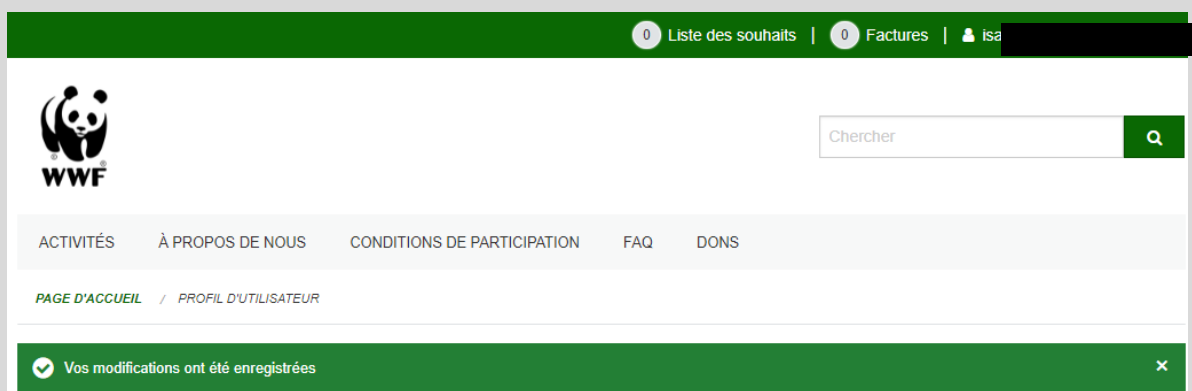 0 Liste des souhaits | 0 Factures | isa
© ®
WWF
Chercher
ACTIVITÉS À PROPOS DE NOUS CONDITIONS DE PARTICIPATION FAQ DONS
PAGE D'ACCUEIL / PROFIL D'UTILISATEUR
Vos modifications ont été enregistrées ×